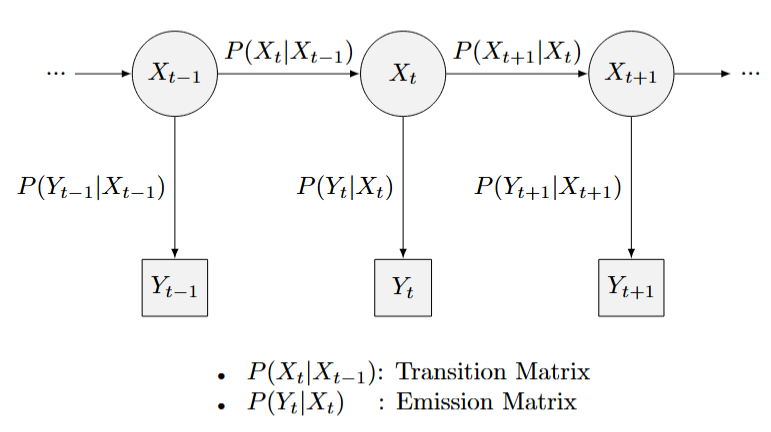 P(X_t|X_{t−1}) P(X_{t+1}|X_t)
... X_{t−1} X_t X_{t+1} ...
P(Y_{t−1}|X_{t−1}) P(Y_t|X_t) P(Y_{t+1}|X_{t+1})
Y_{t−1} Y_t Y_{t+1}
• P(X_t|X_{t−1}): Transition Matrix
• P(Y_t|X_t) : Emission Matrix